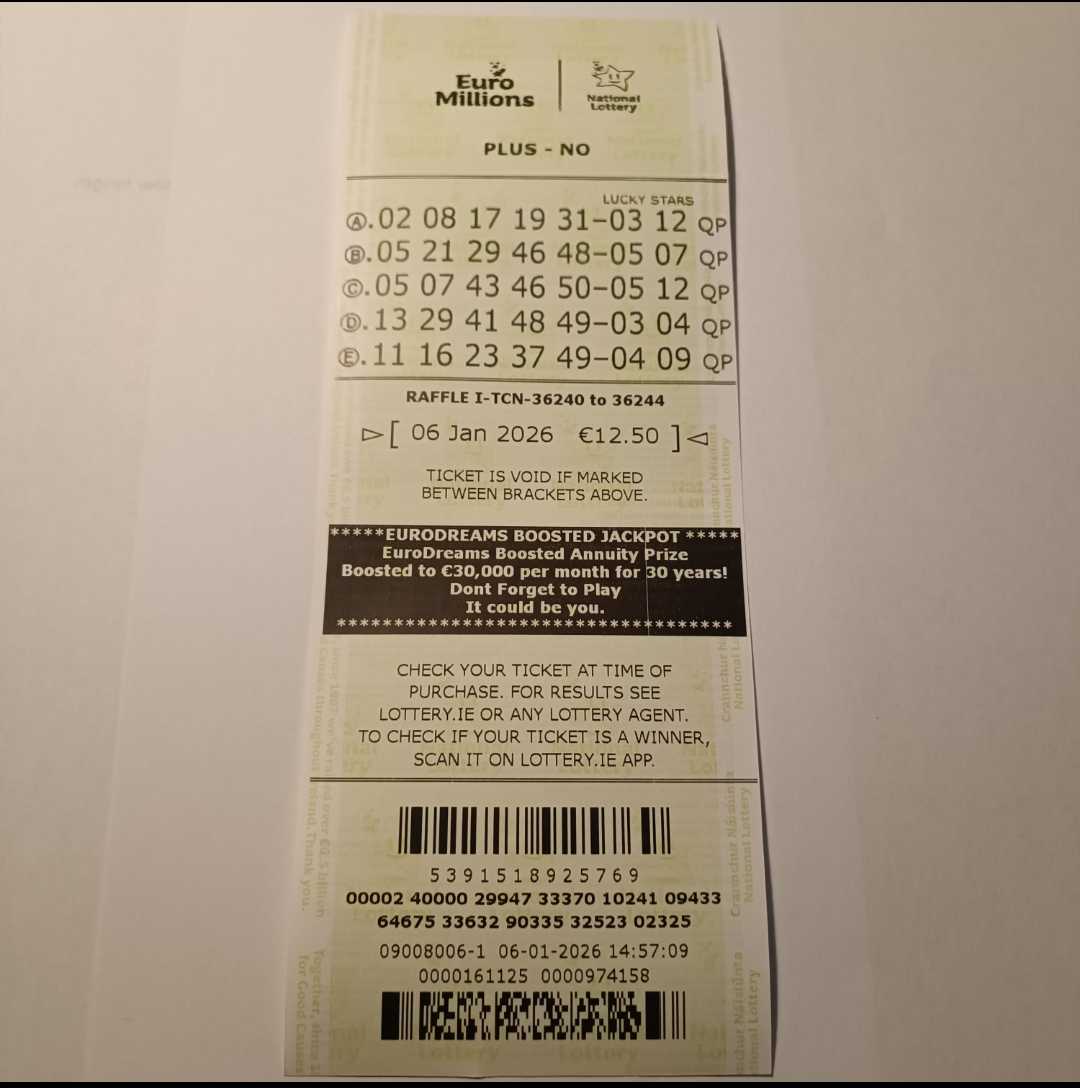 Euro
Millions
National
Lottery
PLUS - NO
LUCKY STARS
A. 02 08 17 19 31-03 12 QP
B. 05 21 29 46 48-05 07 QP
C. 05 07 43 46 50-05 12 QP
D. 13 29 41 48 49-03 04 QP
E. 11 16 23 37 49-04 09 QP
RAFFLE I-TCN-36240 to 36244
[ 06 Jan 2026 €12.50 ]
TICKET IS VOID IF MARKED
BETWEEN BRACKETS ABOVE.
*****EURODREAMS BOOSTED JACKPOT *****
EuroDreams Boosted Annuity Prize
Boosted to €30,000 per month for 30 years!
Dont Forget to Play
It could be you.
***********************************
CHECK YOUR TICKET AT TIME OF
PURCHASE. FOR RESULTS SEE
LOTTERY.IE OR ANY LOTTERY AGENT.
TO CHECK IF YOUR TICKET IS A WINNER,
SCAN IT ON LOTTERY.IE APP.
5391518925769
00002 40000 29947 33370 10241 09433
64675 33632 90335 32523 02325
09008006-1 06-01-2026 14:57:09
0000161125 0000974158
Crannchur Náisiúnta
National Lottery